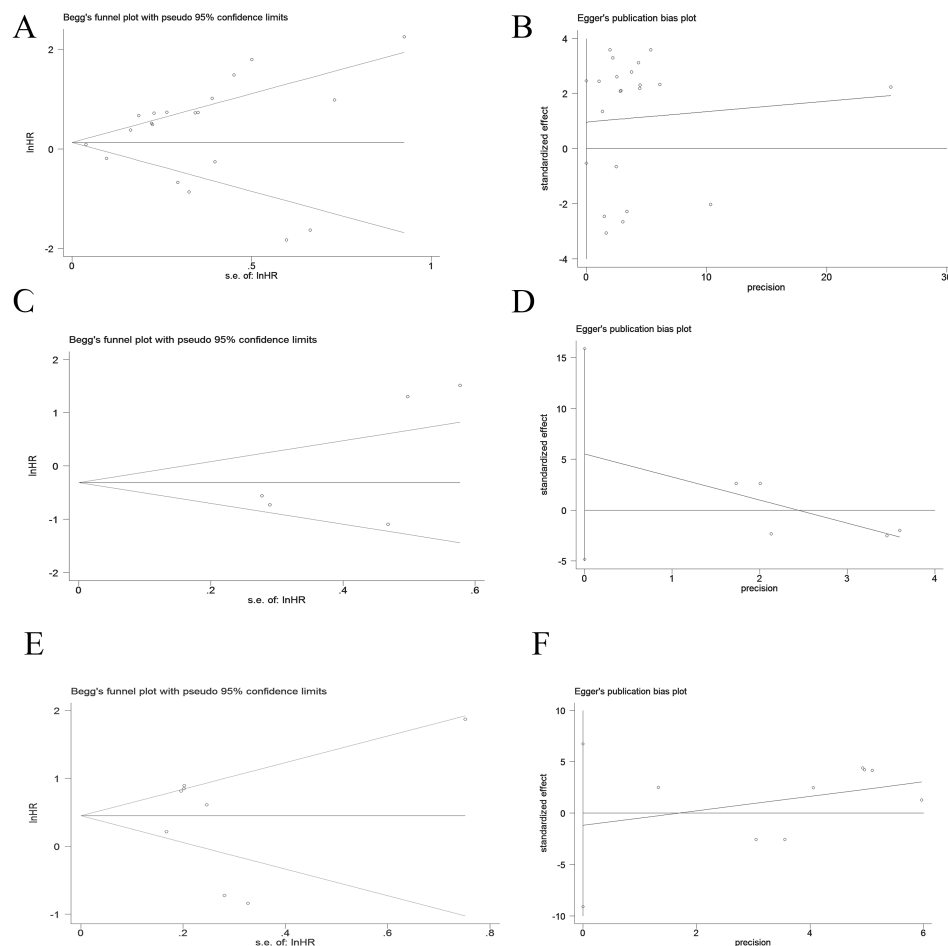 A
Begg's funnel plot with pseudo 95% confidence limits
2
0
-2
lnHR
0
.5
1
s.e. of: lnHR
B
Egger's publication bias plot
4
2
0
-2
-4
standardized effect
0
10
20
30
precision
C
Begg's funnel plot with pseudo 95% confidence limits
2
1
0
-1
-2
lnHR
0
.2
.4
.6
s.e. of: lnHR
D
Egger's publication bias plot
15
10
5
0
-5
standardized effect
0
1
2
3
4
precision
E
Begg's funnel plot with pseudo 95% confidence limits
2
1
0
-1
lnHR
0
.2
.4
.6
.8
s.e. of: lnHR
F
Egger's publication bias plot
10
5
0
-5
-10
standardized effect
0
2
4
6
precision